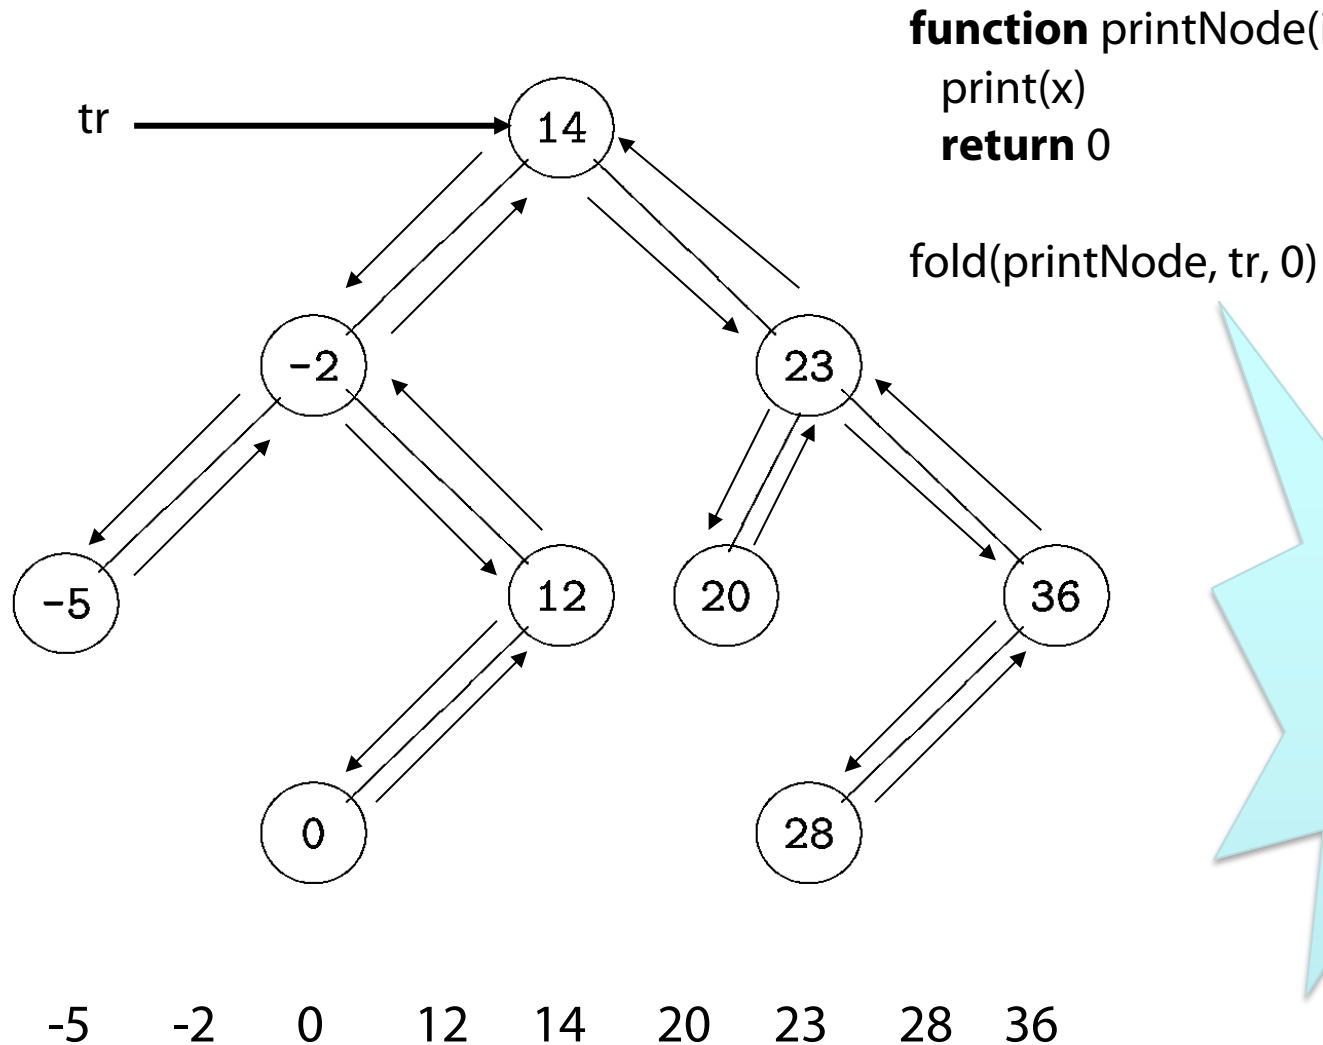 function printNode(i
print(x)
return 0
tr
14
fold(printNode, tr, 0)
-2 23
-5 12 20 36
0 28
-5 -2 0 12 14 20 23 28 36